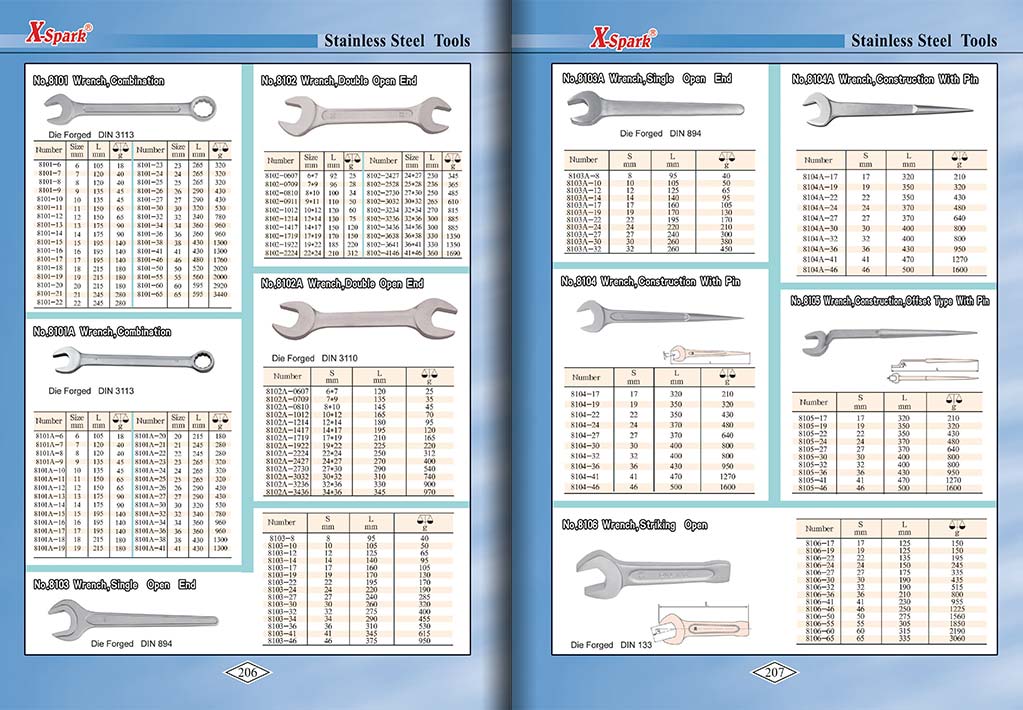 X-Spark®
Stainless Steel Tools
No.8101 Wrench,Combination
Die Forged DIN 3113
Number Size mm L mm g Number Size mm L mm g
8101-6 6 105 18 8101-23 23 265 320
8101-7 7 120 40 8101-24 24 265 320
8101-8 8 120 40 8101-25 25 265 320
8101-9 9 135 45 8101-26 26 290 430
8101-10 10 135 45 8101-27 27 290 430
8101-11 11 150 65 8101-30 30 320 530
8101-12 12 150 65 8101-32 32 340 780
8101-13 13 175 90 8101-34 34 360 960
8101-14 14 175 90 8101-36 36 360 960
8101-15 15 195 140 8101-38 38 430 1300
8101-16 16 195 140 8101-41 41 430 1300
8101-17 17 195 140 8101-46 46 480 1760
8101-18 18 215 180 8101-50 50 520 2020
8101-19 19 215 180 8101-55 55 560 2000
8101-20 20 215 180 8101-60 60 595 2920
8101-21 21 245 280 8101-65 65 595 3440
8101-22 22 245 280
No.8101A Wrench,Combination
Die Forged DIN 3113
Number Size mm L mm g Number Size mm L mm g
8101A-6 6 105 18 8101A-20 20 215 180
8101A-7 7 120 40 8101A-21 21 245 280
8101A-8 8 120 40 8101A-22 22 245 280
8101A-9 9 135 45 8101A-23 23 265 320
8101A-10 10 135 45 8101A-24 24 265 320
8101A-11 11 150 65 8101A-25 25 265 320
8101A-12 12 150 65 8101A-26 26 290 430
8101A-13 13 175 90 8101A-27 27 290 430
8101A-14 14 175 90 8101A-30 30 320 530
8101A-15 15 195 140 8101A-32 32 340 780
8101A-16 16 195 140 8101A-34 34 360 960
8101A-17 17 195 140 8101A-36 36 360 960
8101A-18 18 215 180 8101A-38 38 430 1300
8101A-19 19 215 180 8101A-41 41 430 1300
No.8103 Wrench,Single Open End
Die Forged DIN 894
No.8102 Wrench,Double Open End
Number Size mm L mm g Number Size mm L mm g
8102-0607 6*7 92 25 8102-2427 24*27 230 345
8102-0709 7*9 96 28 8102-2528 25*28 236 365
8102-0810 8*10 100 34 8102-2730 27*30 250 485
8102-0911 9*11 110 50 8102-3032 30*32 265 610
8102-1012 10*12 120 60 8102-3234 32*34 270 815
8102-1214 12*14 130 75 8102-3236 32*36 300 885
8102-1417 14*17 150 120 8102-3436 34*36 300 885
8102-1719 17*19 170 150 8102-3638 36*38 330 1350
8102-1922 19*22 185 220 8102-3641 36*41 330 1350
8102-2224 22*24 210 312 8102-4146 41*46 360 1690
No.8102A Wrench,Double Open End
Die Forged DIN 3110
Number S mm L mm g
8102A-0607 6*7 120 25
8102A-0709 7*9 135 35
8102A-0810 8*10 145 45
8102A-1012 10*12 165 70
8102A-1214 12*14 180 95
8102A-1417 14*17 195 120
8102A-1719 17*19 210 165
8102A-1922 19*22 225 220
8102A-2224 22*24 250 312
8102A-2427 24*27 270 400
8102A-2730 27*30 290 540
8102A-3032 30*32 310 740
8102A-3236 32*36 330 900
8102A-3436 34*36 345 970
Number S mm L mm g
8103-8 8 95 40
8103-10 10 105 50
8103-12 12 125 65
8103-14 14 140 95
8103-17 17 160 105
8103-19 19 170 130
8103-22 22 195 170
8103-24 24 220 190
8103-27 27 240 285
8103-30 30 260 320
8103-32 32 275 400
8103-34 34 290 455
8103-36 36 310 530
8103-41 41 345 615
8103-46 46 375 950
206
X-Spark®
Stainless Steel Tools
No.8103A Wrench,Single Open End
Die Forged DIN 894
Number S mm L mm g
8103A-8 8 95 40
8103A-10 10 105 50
8103A-12 12 125 65
8103A-14 14 140 95
8103A-17 17 160 105
8103A-19 19 170 130
8103A-22 22 195 170
8103A-24 24 220 210
8103A-27 27 240 300
8103A-30 30 260 380
8103A-32 32 260 450
No.8104 Wrench,Construction With Pin
Number S mm L mm g
8104-17 17 320 210
8104-19 19 350 320
8104-22 22 350 430
8104-24 24 370 480
8104-27 27 370 640
8104-30 30 400 800
8104-32 32 400 800
8104-36 36 430 950
8104-41 41 470 1270
8104-46 46 500 1600
No.8104A Wrench,Construction With Pin
Number S mm L mm g
8104A-17 17 320 210
8104A-19 19 350 320
8104A-22 22 350 430
8104A-24 24 370 480
8104A-27 27 370 640
8104A-30 30 400 800
8104A-32 32 400 800
8104A-36 36 430 950
8104A-41 41 470 1270
8104A-46 46 500 1600
No.8105 Wrench,Construction,Offset Type With Pin
Number S mm L mm g
8105-17 17 320 210
8105-19 19 350 320
8105-22 22 350 430
8105-24 24 370 480
8105-27 27 370 640
8105-30 30 400 800
8105-32 32 400 800
8105-36 36 430 950
8105-41 41 470 1270
8105-46 46 500 1600
No.8106 Wrench,Striking Open
Die Forged DIN 133
Number S mm L mm g
8106-17 17 125 150
8106-19 19 125 150
8106-22 22 135 195
8106-24 24 150 245
8106-27 27 175 335
8106-30 30 190 435
8106-32 32 190 515
8106-36 36 210 800
8106-41 41 230 955
8106-46 46 250 1225
8106-50 50 275 1560
8106-55 55 305 1850
8106-60 60 315 2190
8106-65 65 335 3060
207